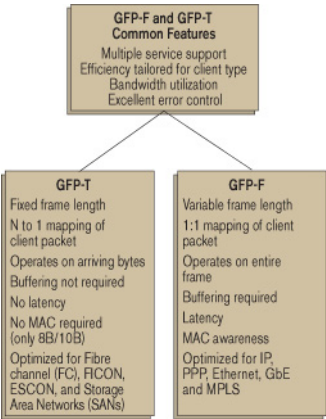 GFP-F and GFP-T
Common Features
Multiple service support
Efficiency tailored for client type
Bandwidth utilization
Excellent error control
GFP-T
Fixed frame length
N to 1 mapping of
client packet
Operates on arriving bytes
Buffering not required
No latency
No MAC required
(only 8B/10B)
Optimized for Fibre
channel (FC), FICON,
ESCON, and Storage
Area Networks (SANs)
GFP-F
Variable frame length
1:1 mapping of client
packet
Operates on entire
frame
Buffering required
Latency
MAC awareness
Optimized for IP,
PPP, Ethernet, GbE
and MPLS